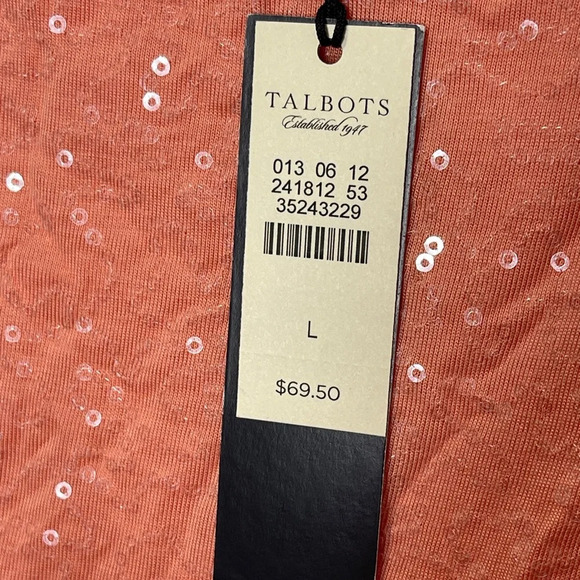 TALBOTS
Established 1947
013 06 12
241812 53
35243229
L
$69.50